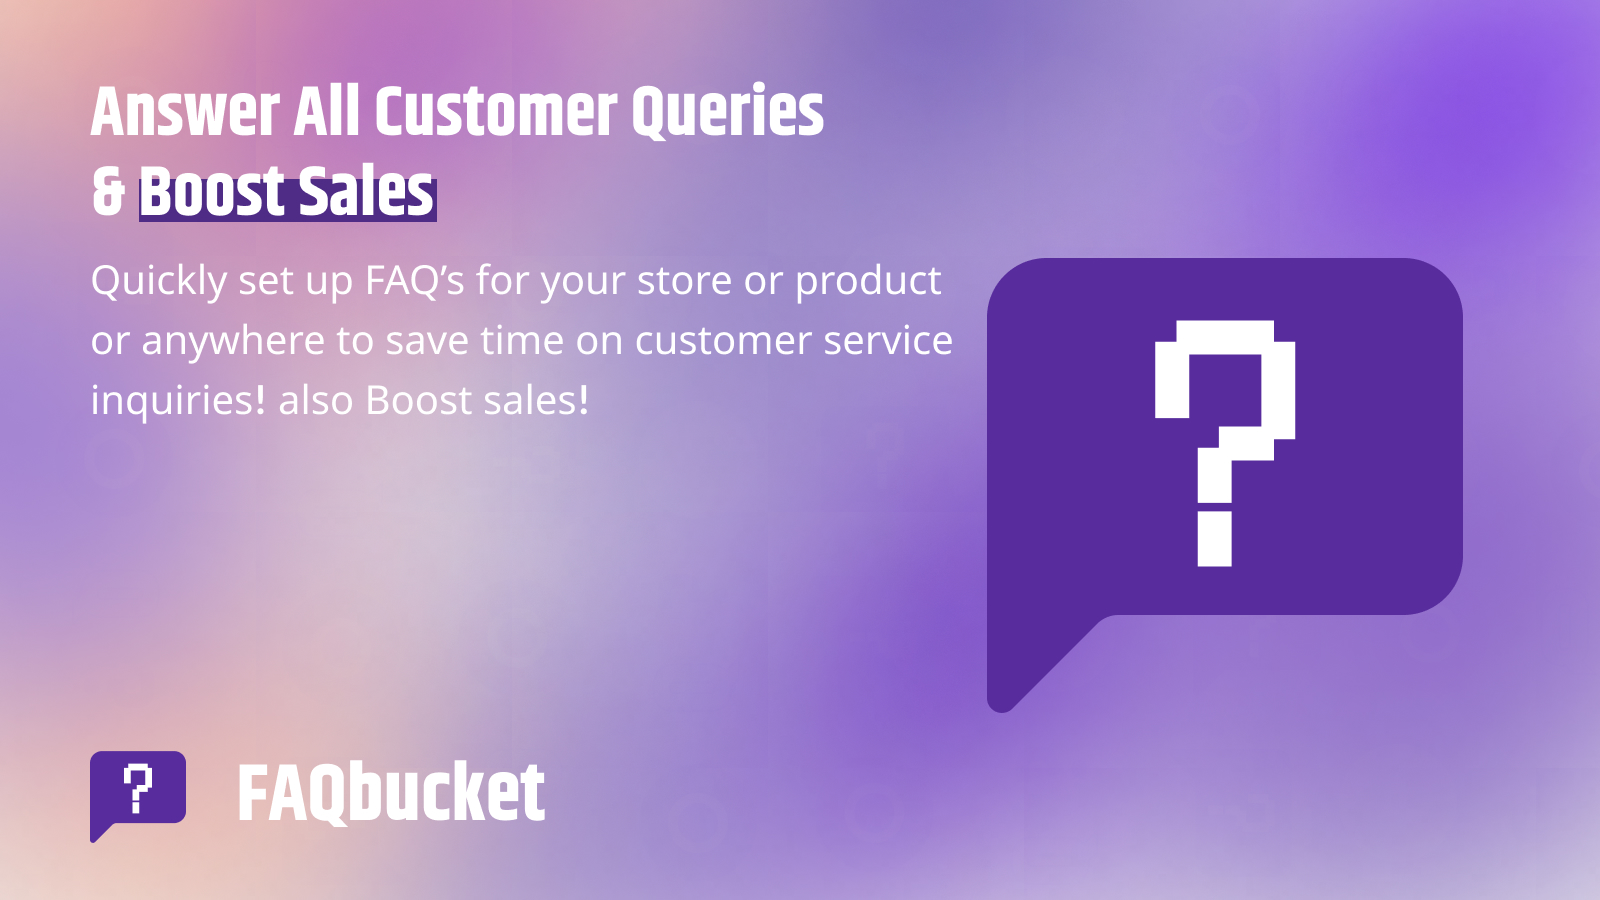 Answer All Customer Queries
& Boost Sales
Quickly set up FAQ’s for your store or product
or anywhere to save time on customer service
inquiries! also Boost sales!
?
?
FAQbucket